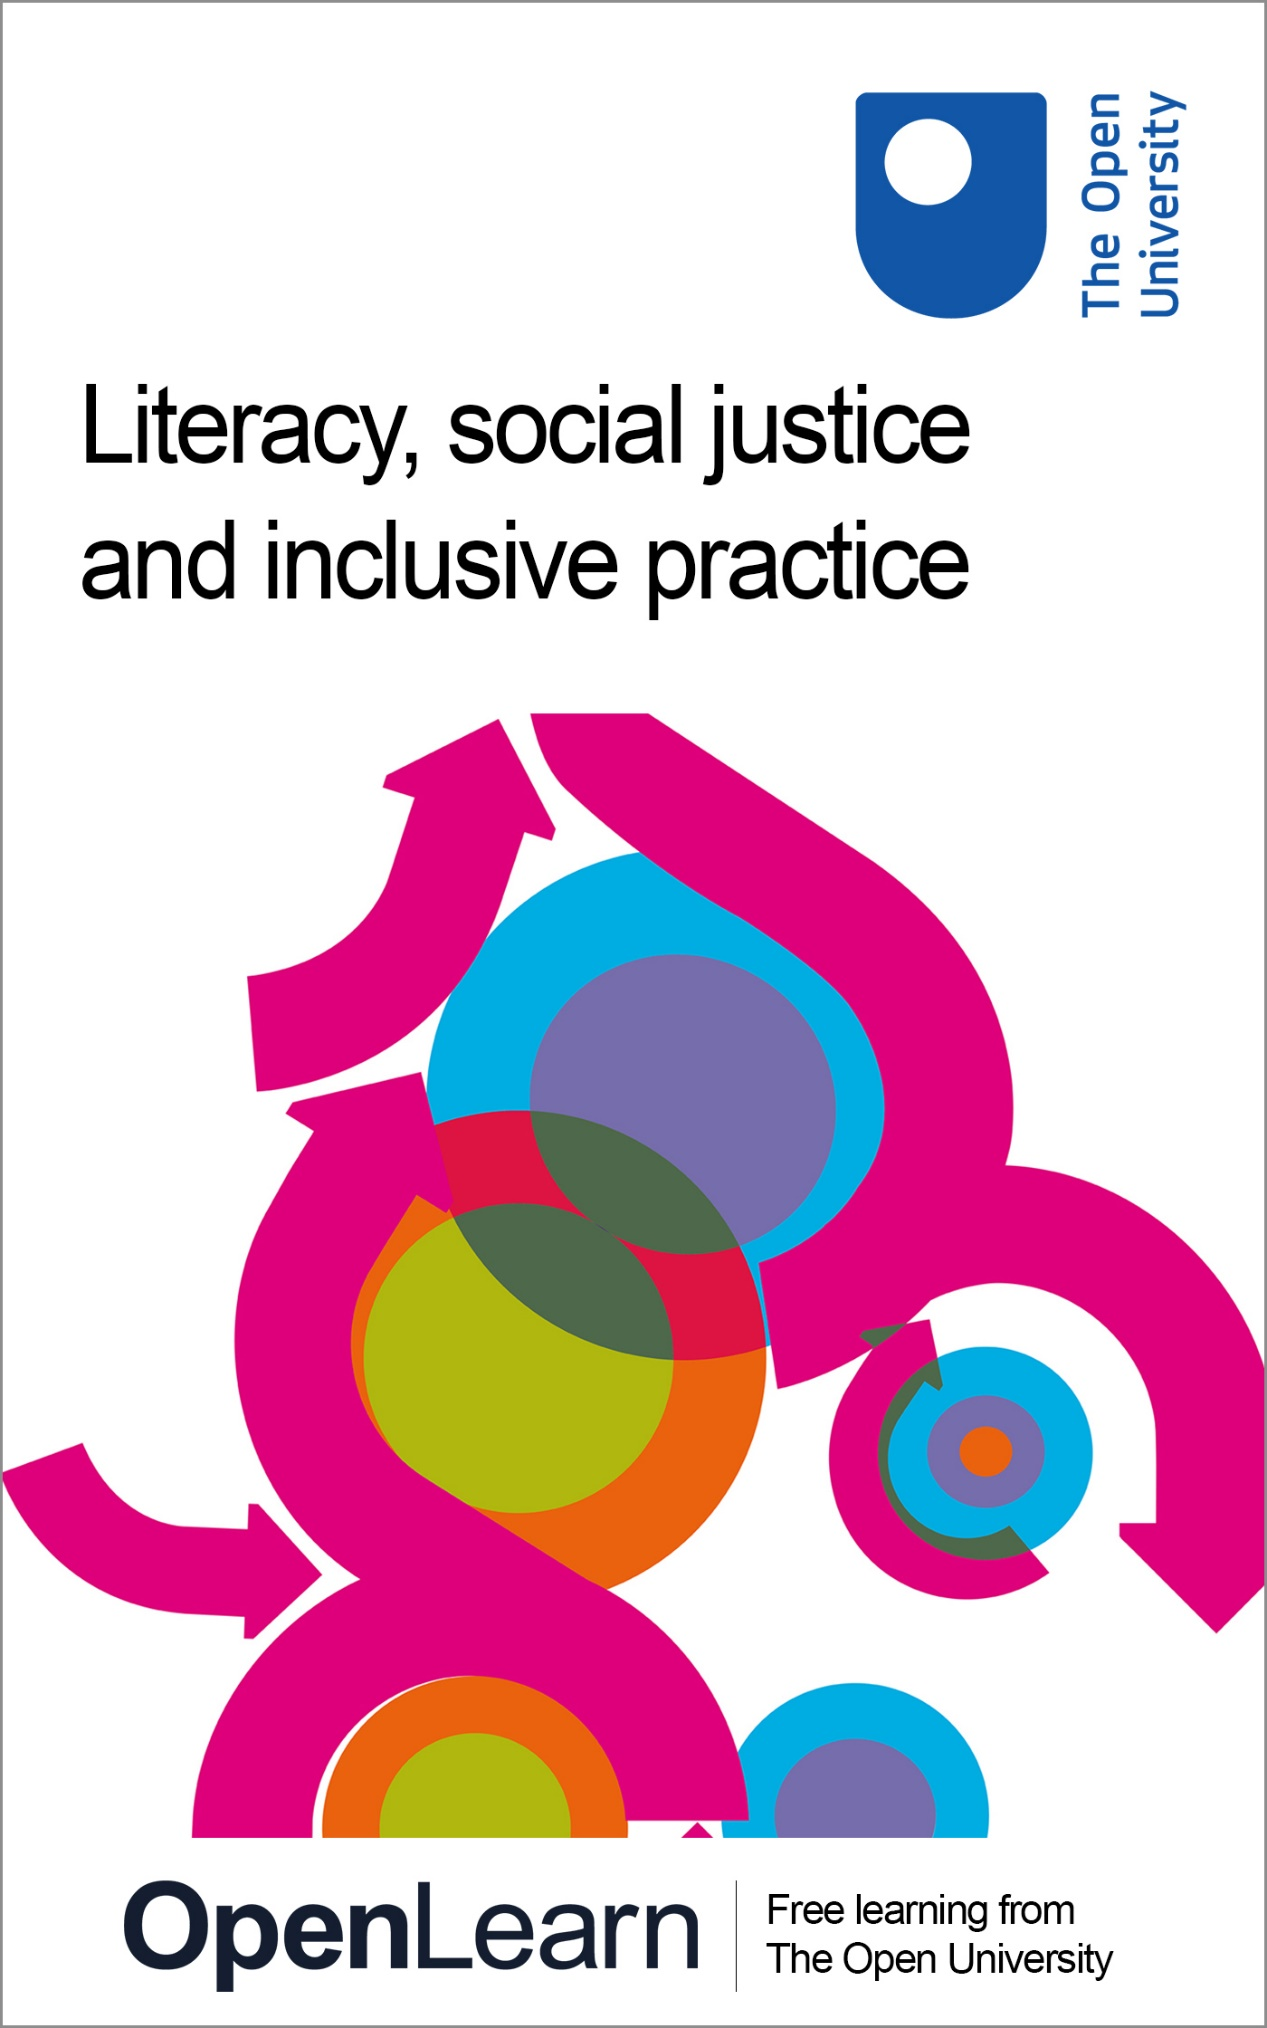 The Open
University
Literacy, social justice
and inclusive practice
OpenLearn
Free learning from
The Open University